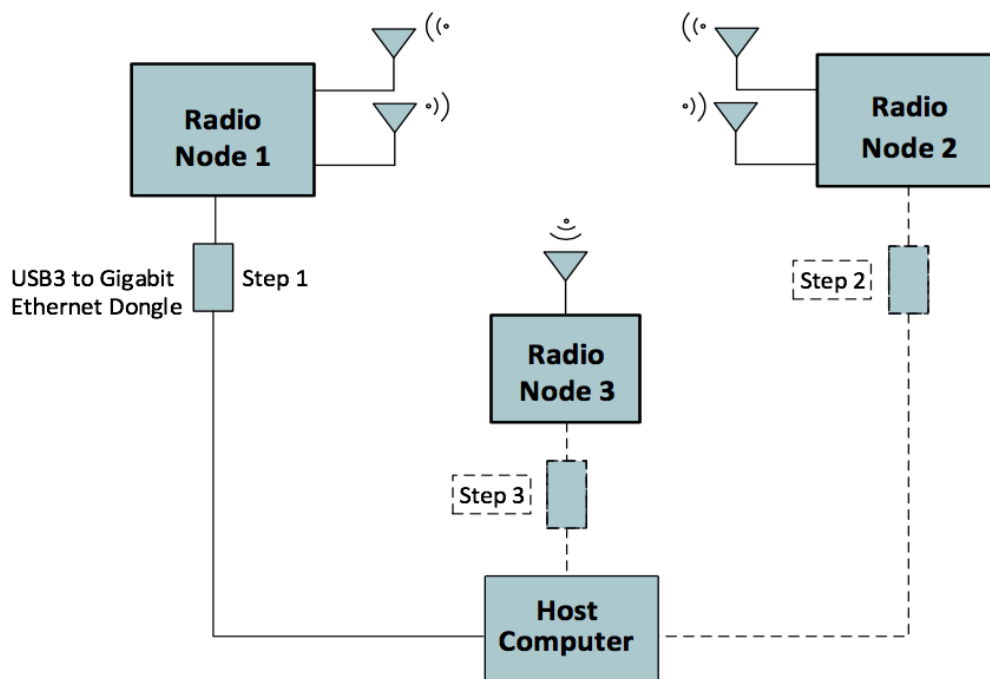 Radio
Node 1
Radio
Node 2
USB3 to Gigabit
Ethernet Dongle
Step 1
Step 2
Radio
Node 3
Step 3
Host
Computer